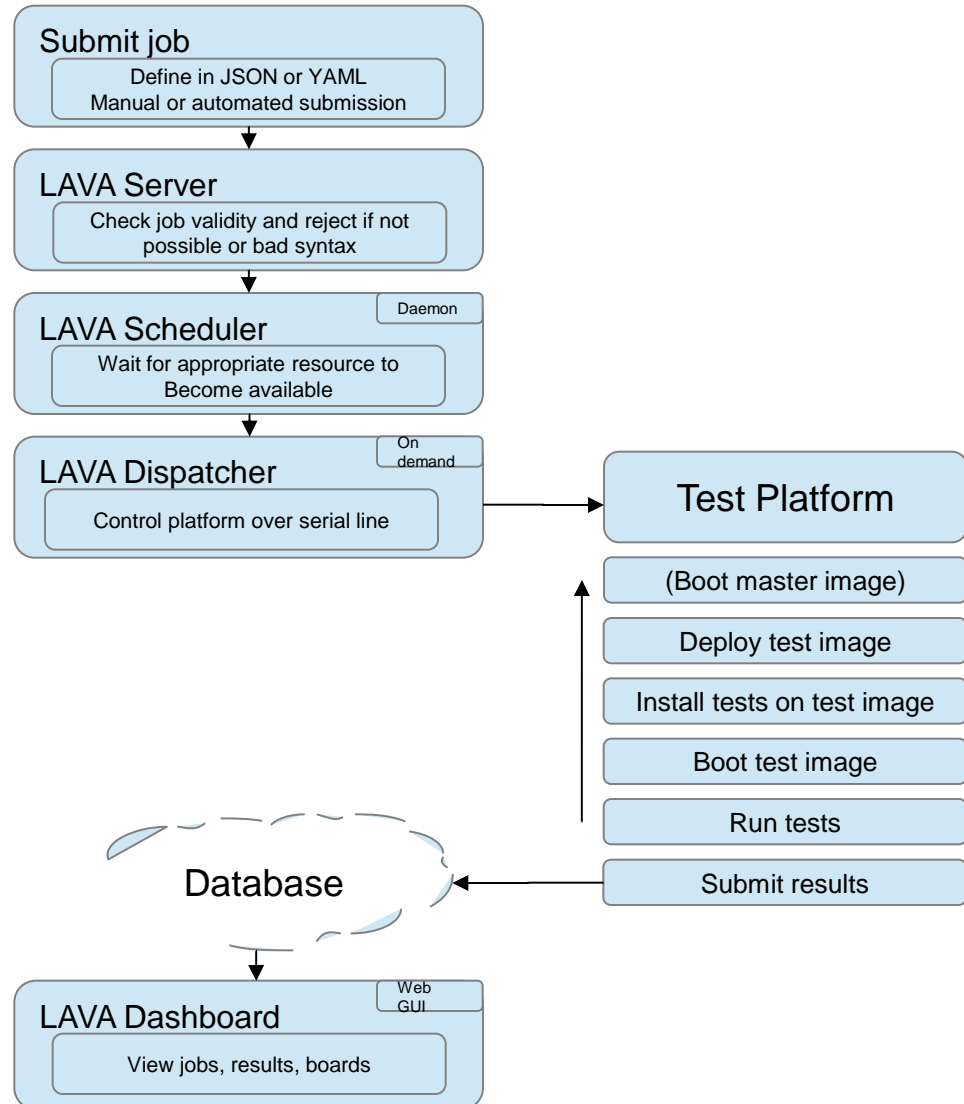 Submit job
Define in JSON or YAML
Manual or automated submission
LAVA Server
Check job validity and reject if not
possible or bad syntax
Daemon
LAVA Scheduler
Wait for appropriate resource to
Become available
On
demand
LAVA Dispatcher
Control platform over serial line
Test Platform
(Boot master image)
Deploy test image
Install tests on test image
Boot test image
Run tests
Submit results
Database
Web
GUI
LAVA Dashboard
View jobs, results, boards